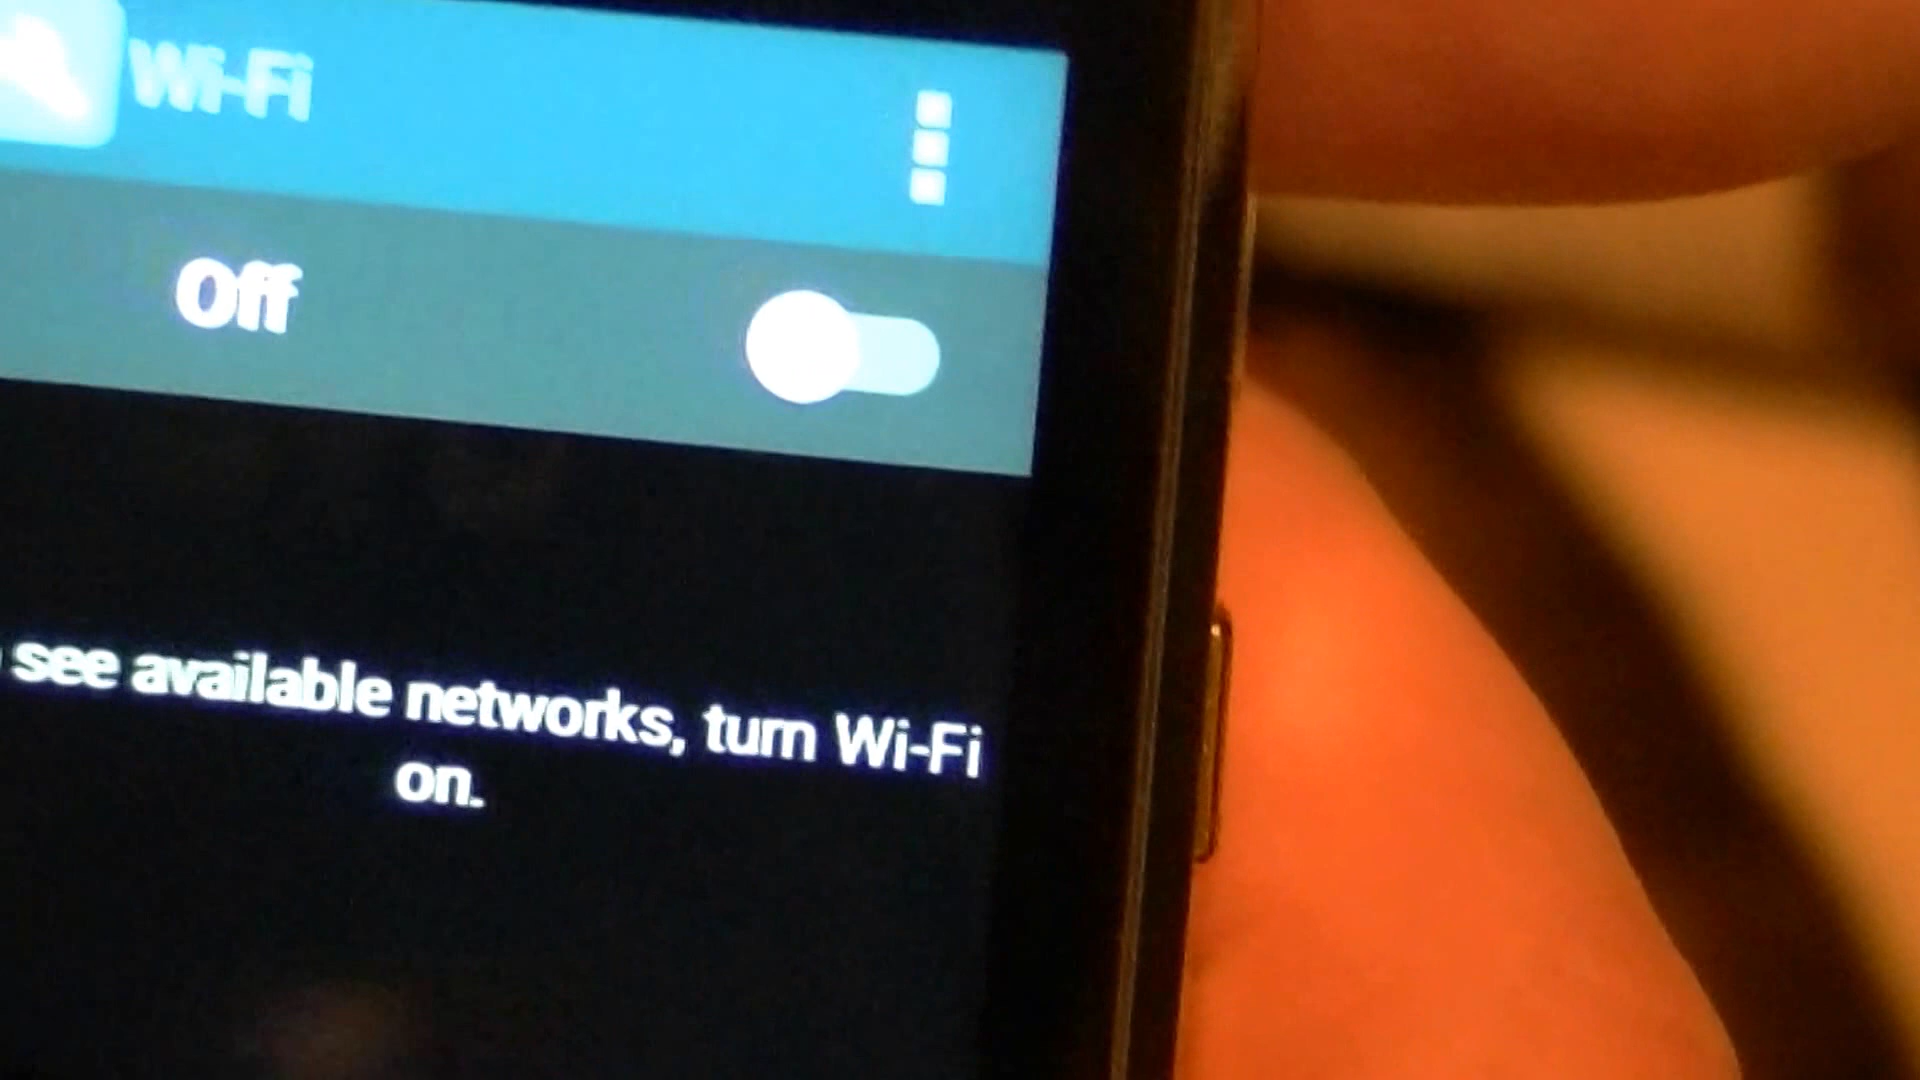 Wi-Fi
Off
see available networks, turn Wi-Fi
on.